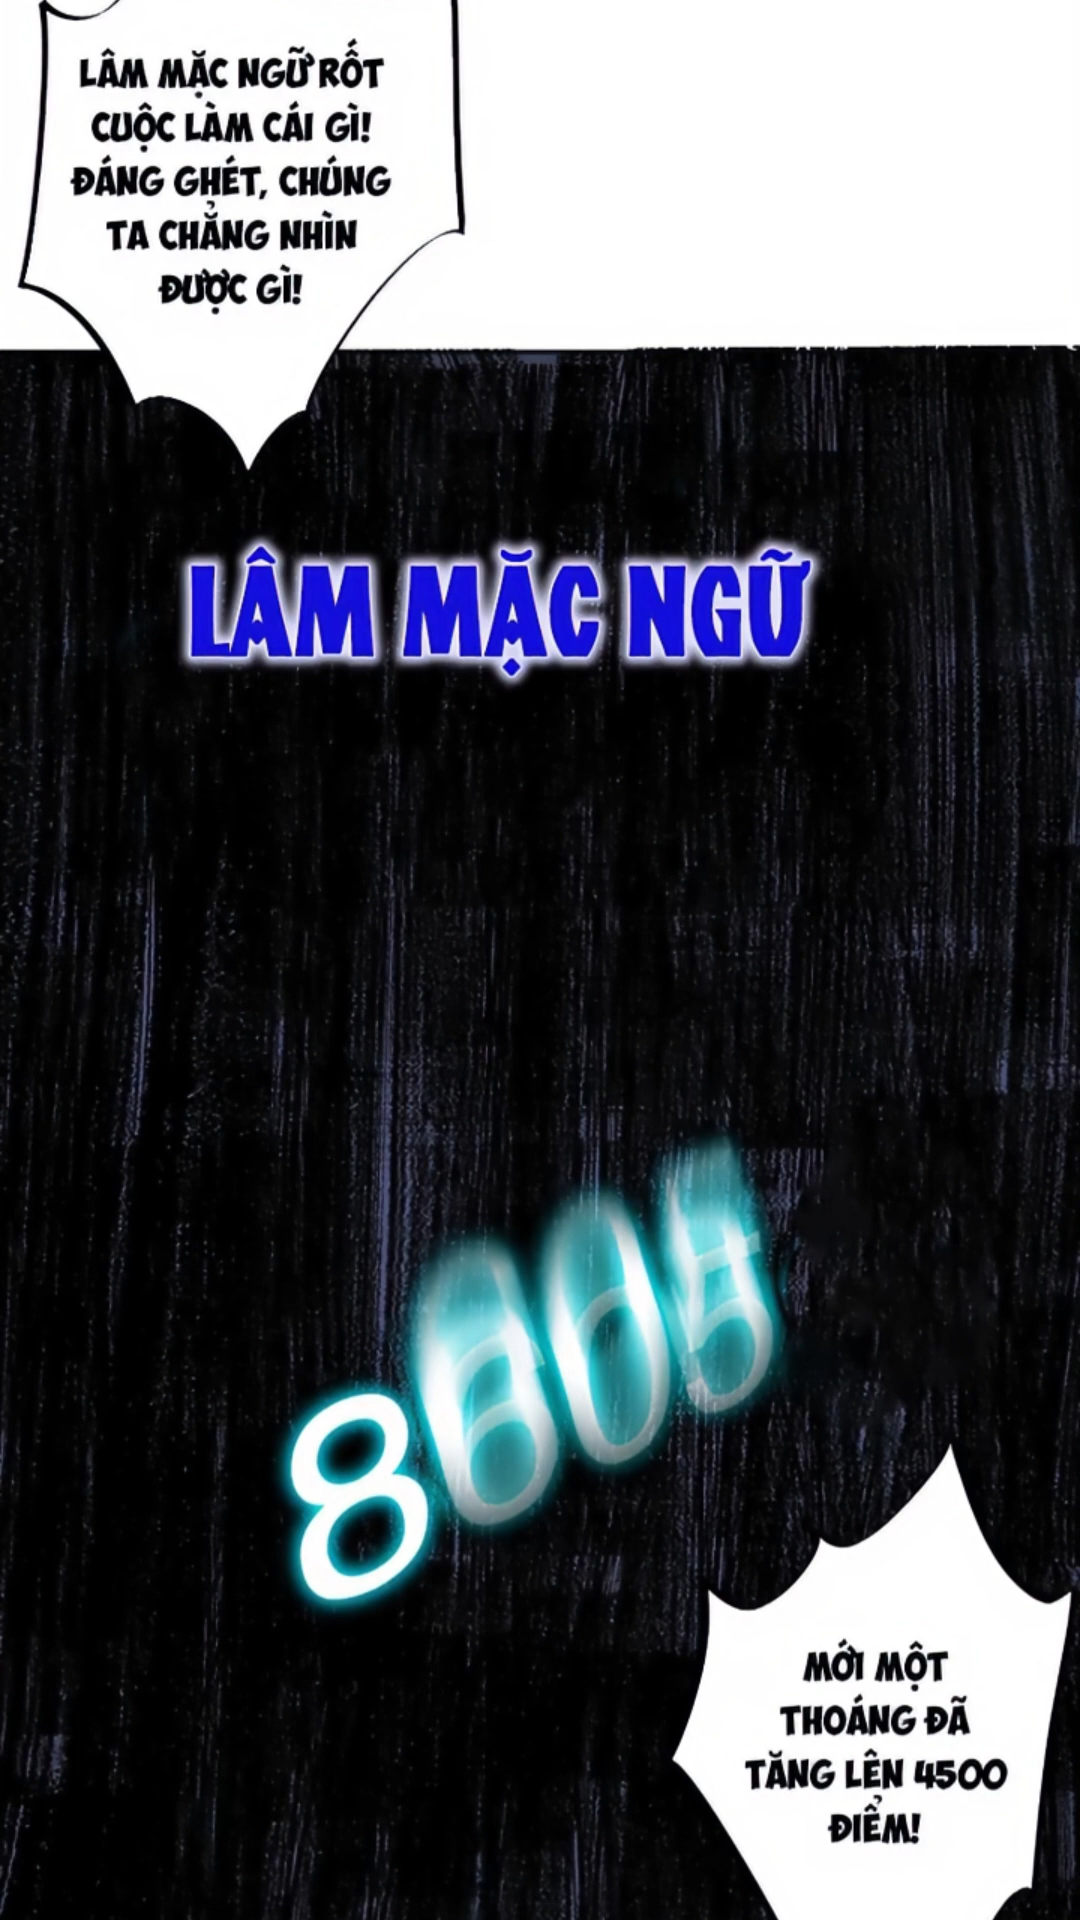 LÂM MẶC NGỮ RỐT
CUỘC LÀM CÁI GÌ!
ĐÁNG GHÉT, CHÚNG
TA CHẲNG NHÌN
ĐƯỢC GÌ!
LÂM MẶC NGỮ
MỚI MỘT
THOÁNG ĐÃ
TĂNG LÊN 4500
ĐIỂM!